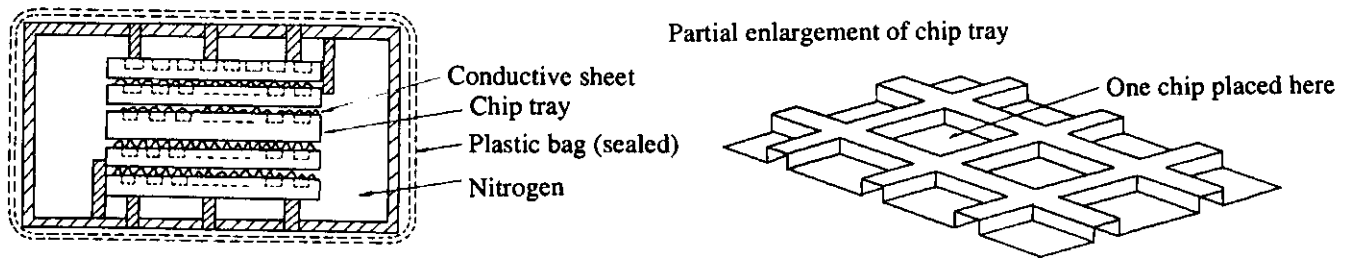 Conductive sheet
Chip tray
Plastic bag (sealed)
Nitrogen
Partial enlargement of chip tray
One chip placed here